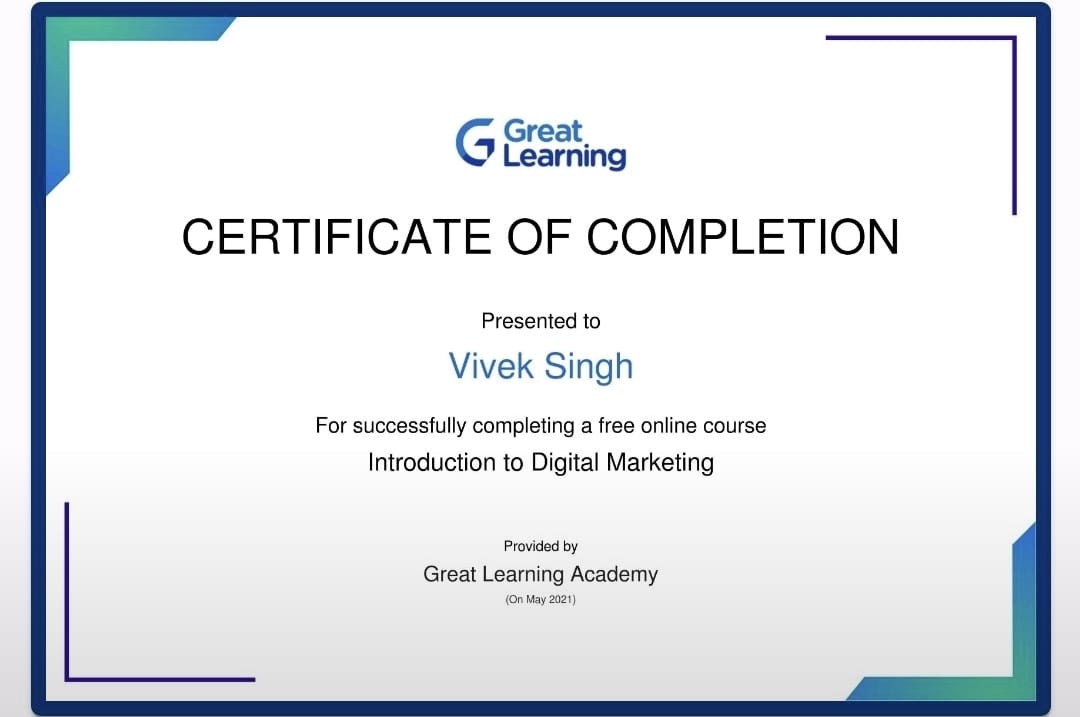 Great
Learning
CERTIFICATE OF COMPLETION
Presented to
Vivek Singh
For successfully completing a free online course
Introduction to Digital Marketing
Provided by
Great Learning Academy
(On May 2021)